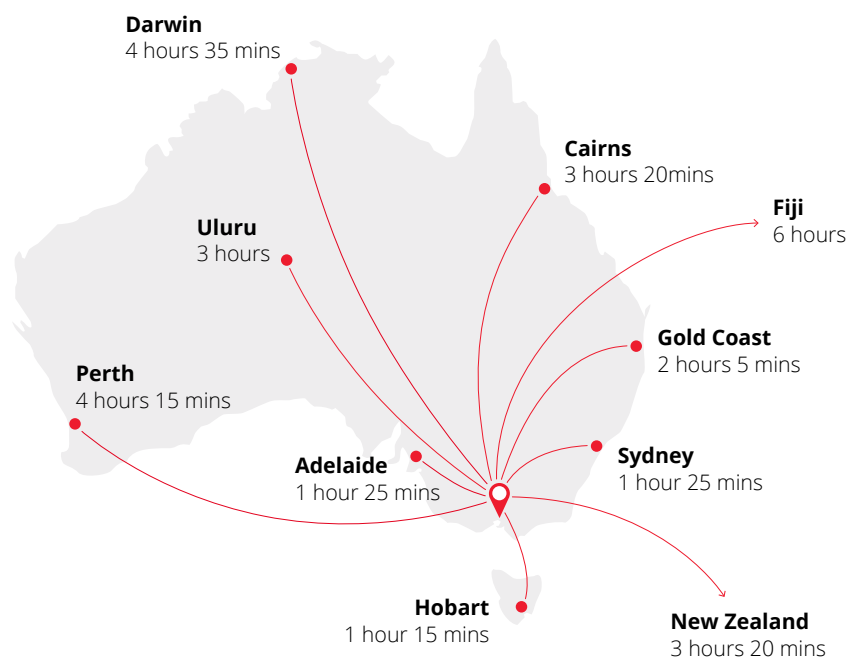 Darwin
4 hours 35 mins
Cairns
3 hours 20mins
Fiji
6 hours
Uluru
3 hours
Gold Coast
2 hours 5 mins
Perth
4 hours 15 mins
Adelaide
1 hour 25 mins
Sydney
1 hour 25 mins
Hobart
1 hour 15 mins
New Zealand
3 hours 20 mins